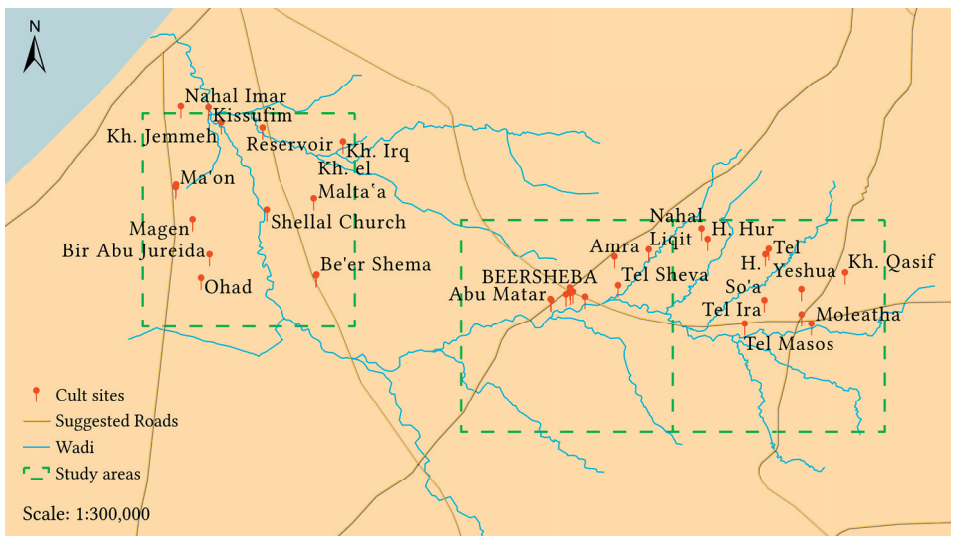 N
Nahal Imar
Kissufim
Kh. Jemmeh
Reservoir
Kh. Irq
Kh. el
Maltaʿa
Ma'on
Shellal Church
Magen
Bir Abu Jureida
Be'er Shema
Ohad
Nahal
Liqit
H. Hur
Amra
Tel
Yeshua
H.
So'a
Kh. Qasif
BEERSHEBA
Tel Sheva
Abu Matar
Tel Ira
Moleatha
Tel Masos
Cult sites
Suggested Roads
Wadi
Study areas
Scale: 1:300,000